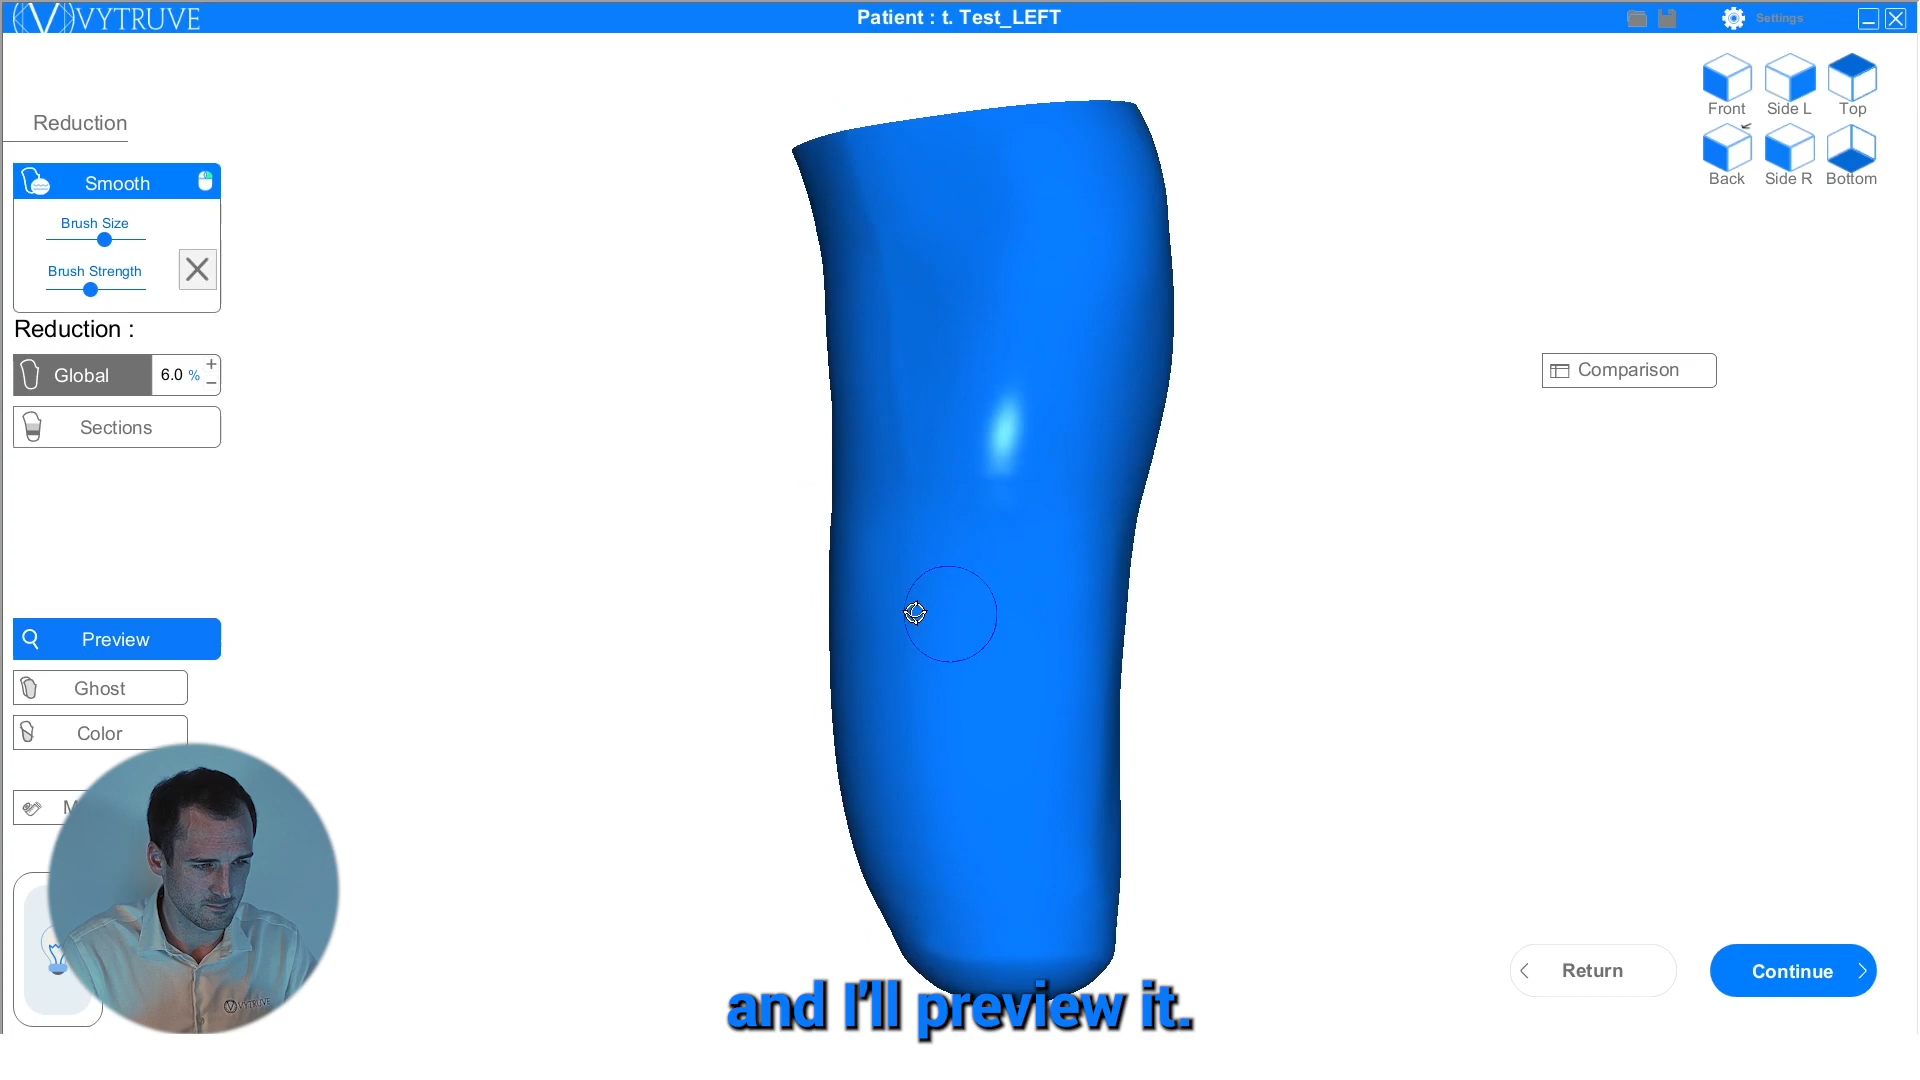 VYTRUVE
Patient : t. Test_LEFT
Settings
Front
Side L
Top
Back
Side R
Bottom
Reduction
Smooth
Brush Size
Brush Strength
Reduction :
Global
6.0 %
Sections
Comparison
Preview
Ghost
Color
M
VYTRUVE
Return
Continue
and I'll preview it.